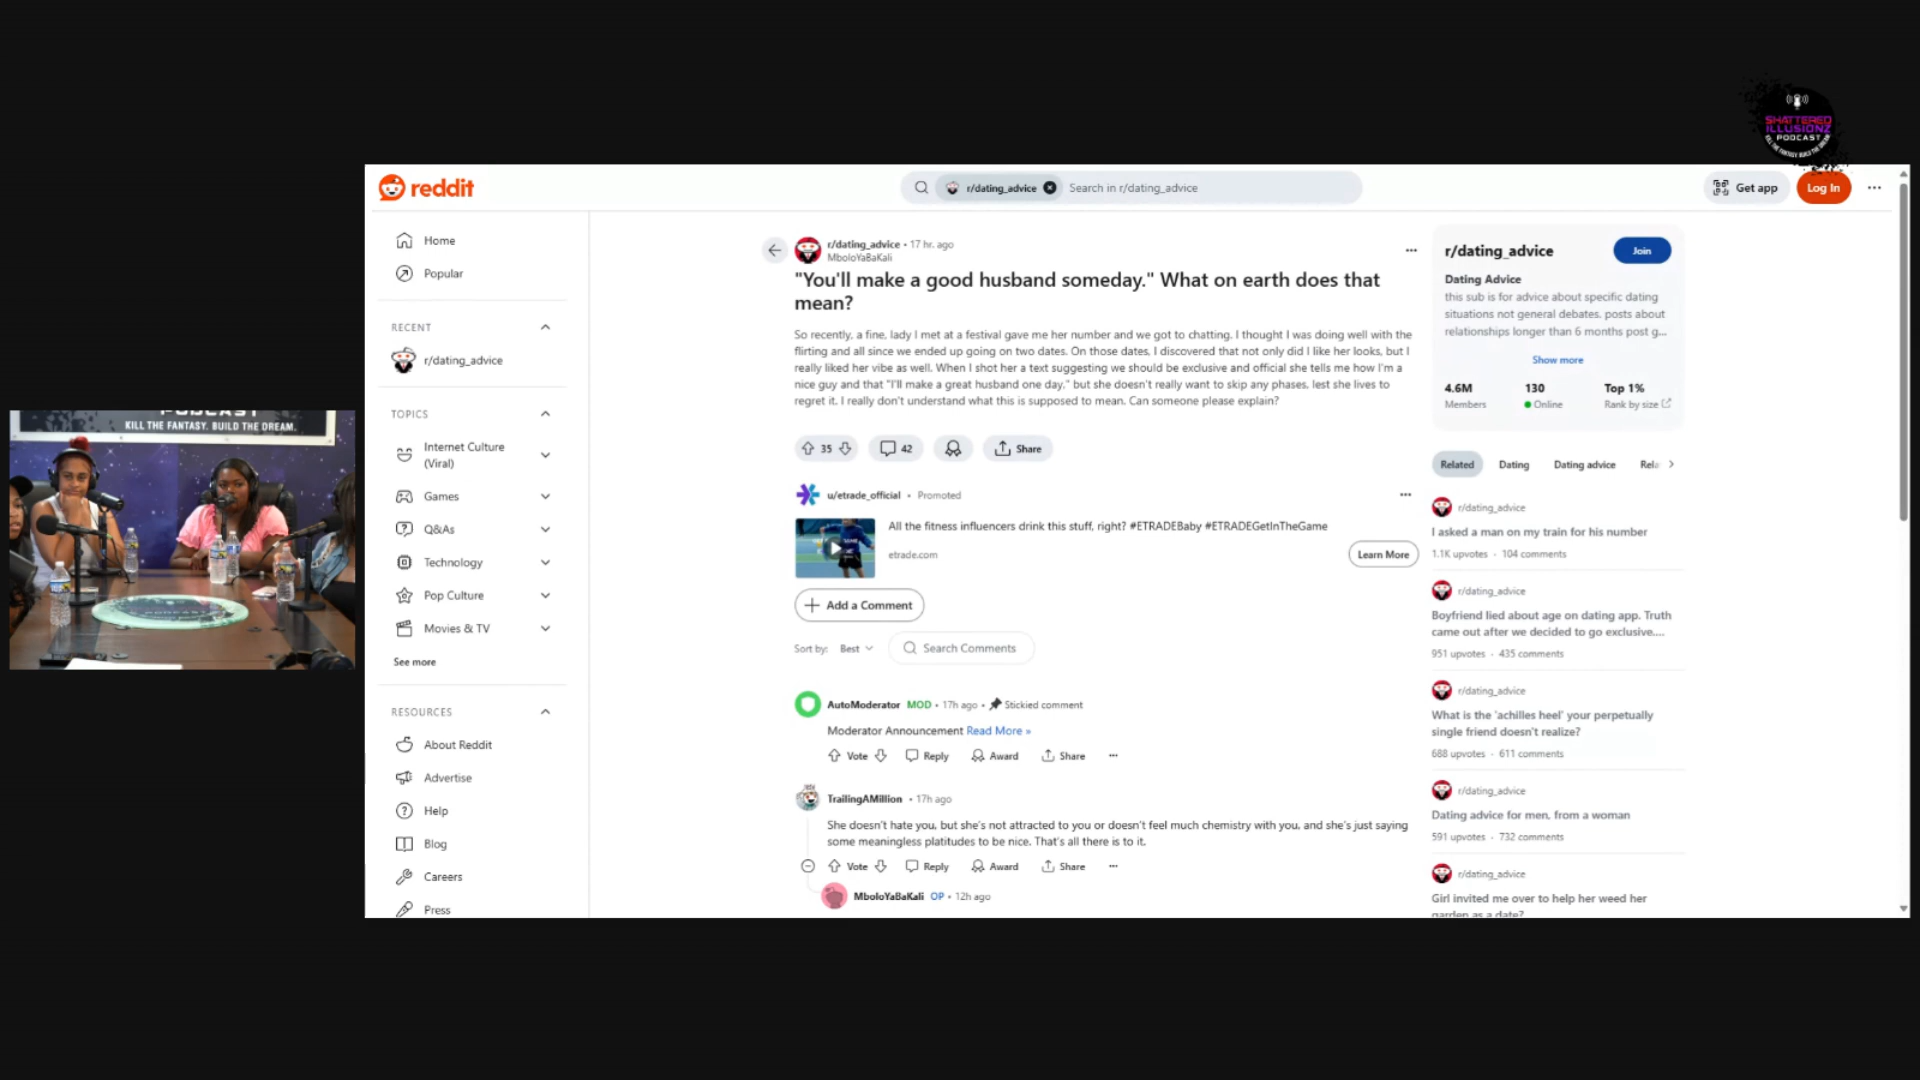 SHATTERED
ILLUSIONZ
PODCAST
KILL THE FANTASY. BUILD THE DREAM.
reddit
r/dating_advice
Search in r/dating_advice
Get app
Log In
Home
Popular
RECENT
r/dating_advice
TOPICS
Internet Culture
(Viral)
Games
Q&As
Technology
Pop Culture
Movies & TV
See more
RESOURCES
About Reddit
Advertise
Help
Blog
Careers
Press
r/dating_advice • 17 hr. ago
MboloYaBaKali
"You'll make a good husband someday." What on earth does that
mean?
So recently, a fine, lady I met at a festival gave me her number and we got to chatting. I thought I was doing well with the
flirting and all since we ended up going on two dates. On those dates, I discovered that not only did I like her looks, but I
really liked her vibe as well. When I shot her a text suggesting we should be exclusive and official she tells me how I'm a
nice guy and that "I'll make a great husband one day," but she doesn't really want to skip any phases, lest she lives to
regret it. I really don't understand what this is supposed to mean. Can someone please explain?
35
42
Share
u/etrade_official • Promoted
All the fitness influencers drink this stuff, right? #ETRADEBaby #ETRADEGetInTheGame
etrade.com
Learn More
Add a Comment
Sort by: Best
Search Comments
AutoModerator MOD • 17h ago • Stickied comment
Moderator Announcement Read More »
Vote Reply Award Share
TrailingAMillion • 17h ago
She doesn't hate you, but she's not attracted to you or doesn't feel much chemistry with you, and she's just saying
some meaningless platitudes to be nice. That's all there is to it.
Vote Reply Award Share
MboloYaBaKali OP • 12h ago
r/dating_advice
Join
Dating Advice
this sub is for advice about specific dating
situations not general debates. posts about
relationships longer than 6 months post g...
Show more
4.6M 130 Top 1%
Members Online Rank by size
Related Dating Dating advice Rela
r/dating_advice
I asked a man on my train for his number
1.1K upvotes · 104 comments
r/dating_advice
Boyfriend lied about age on dating app. Truth
came out after we decided to go exclusive....
951 upvotes · 435 comments
r/dating_advice
What is the 'achilles heel' your perpetually
single friend doesn't realize?
688 upvotes · 611 comments
r/dating_advice
Dating advice for men, from a woman
591 upvotes · 732 comments
r/dating_advice
Girl invited me over to help her weed her
garden as a date?
PODCAST
KILL THE FANTASY. BUILD THE DREAM.